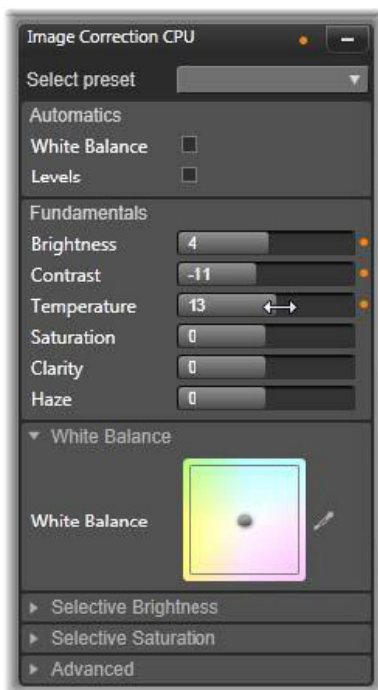 Image Correction CPU
Select preset
Automatics
White Balance
Levels
Fundamentals
Brightness 4
Contrast -11
Temperature 13
Saturation 0
Clarity 0
Haze 0
White Balance
White Balance
Selective Brightness
Selective Saturation
Advanced